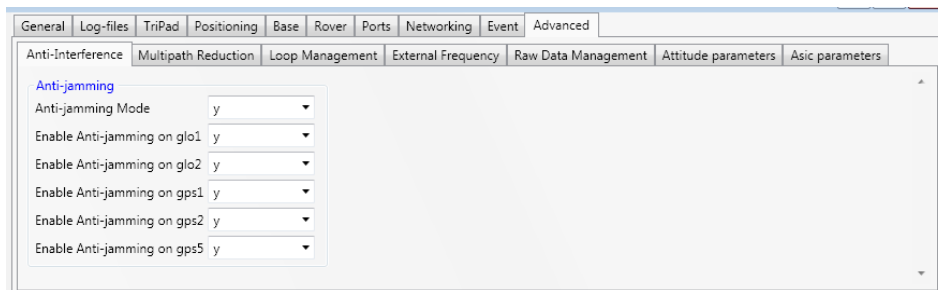 General Log-files TriPad Positioning Base Rover Ports Networking Event Advanced
Anti-Interference Multipath Reduction Loop Management External Frequency Raw Data Management Attitude parameters Asic parameters
Anti-jamming
Anti-jamming Mode y
Enable Anti-jamming on glo1 y
Enable Anti-jamming on glo2 y
Enable Anti-jamming on gps1 y
Enable Anti-jamming on gps2 y
Enable Anti-jamming on gps5 y